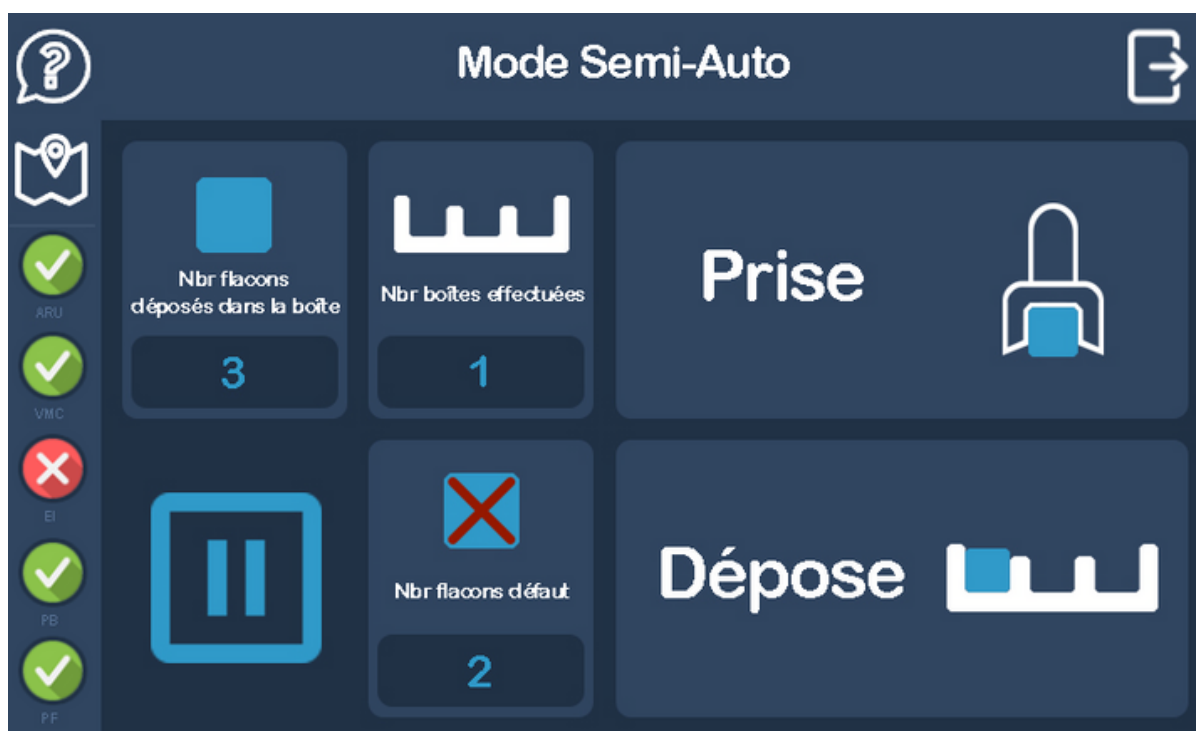 Mode Semi-Auto
ARU
VMC
EI
PB
PF
Nbr flacons
déposés dans la boîte
3
Nbr boîtes effectuées
1
Prise
Nbr flacons défaut
2
Dépose